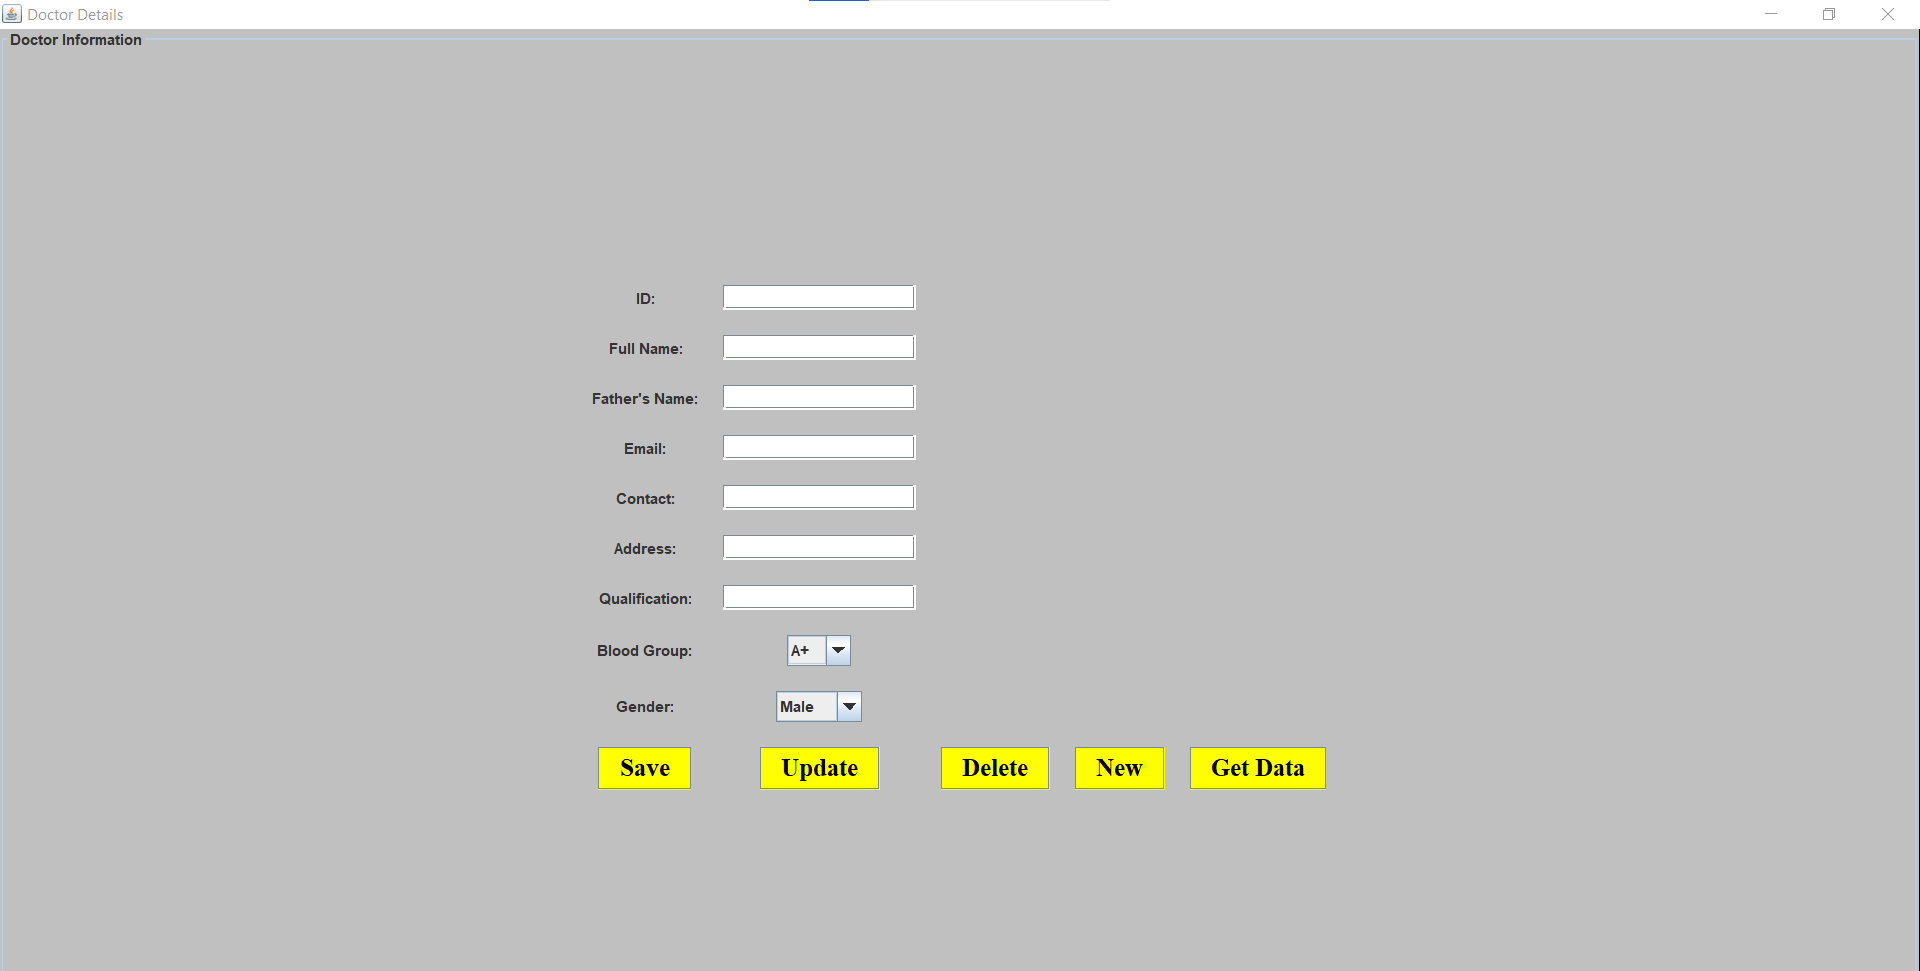 Doctor Details
Doctor Information
ID:
Full Name:
Father's Name:
Email:
Contact:
Address:
Qualification:
Blood Group: A+
Gender: Male
Save Update Delete New Get Data